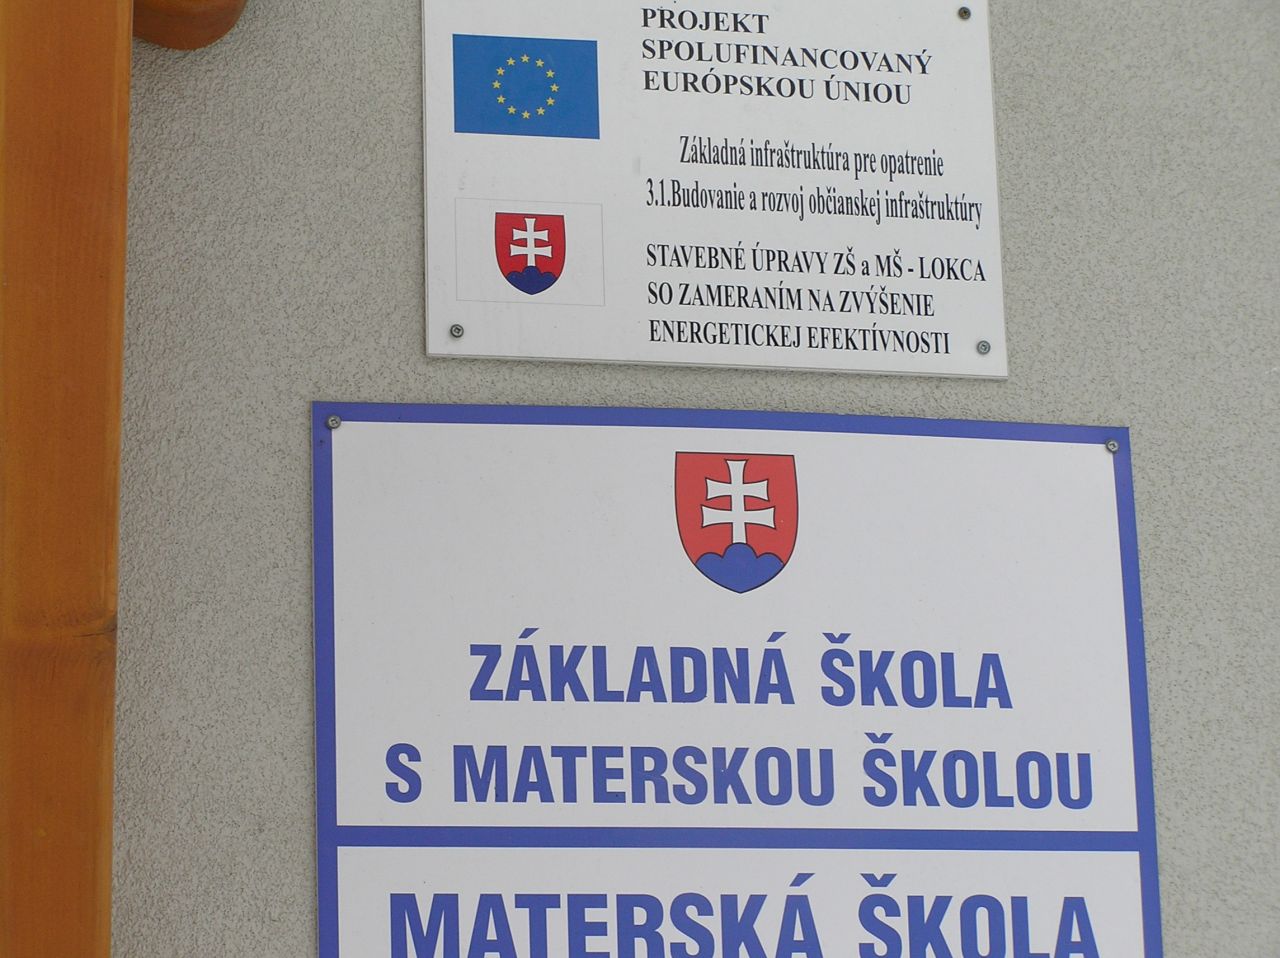 PROJEKT
SPOLUFINANCOVANÝ
EURÓPSKOU ÚNIOU
Základná infraštruktúra pre opatrenie
3.1.Budovanie a rozvoj občianskej infraštruktúry
STAVEBNÉ ÚPRAVY ZŠ a MŠ - LOKCA
SO ZAMERANÍM NA ZVÝŠENIE
ENERGETICKEJ EFEKTÍVNOSTI
ZÁKLADNÁ ŠKOLA
S MATERSKOU ŠKOLOU
MATERSKÁ ŠKOLA